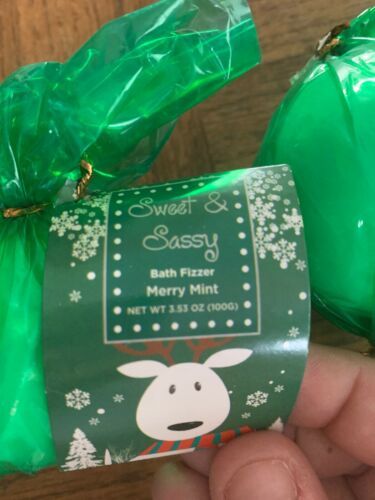 Sweet &
Sassy
Bath Fizzer
Merry Mint
NET WT 3.53 OZ (100G)